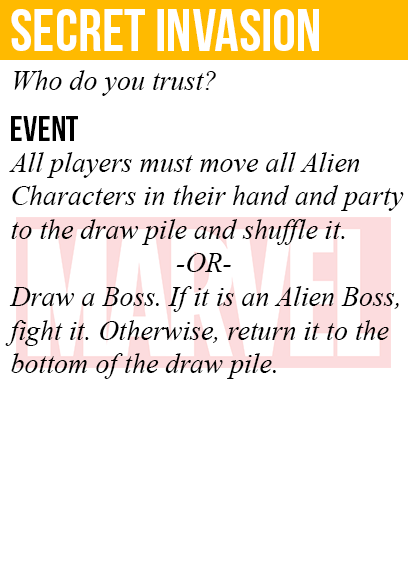 SECRET INVASION
Who do you trust?
EVENT
All players must move all Alien
Characters in their hand and party
to the draw pile and shuffle it.
-OR-
Draw a Boss. If it is an Alien Boss,
fight it. Otherwise, return it to the
bottom of the draw pile.
MARVEL